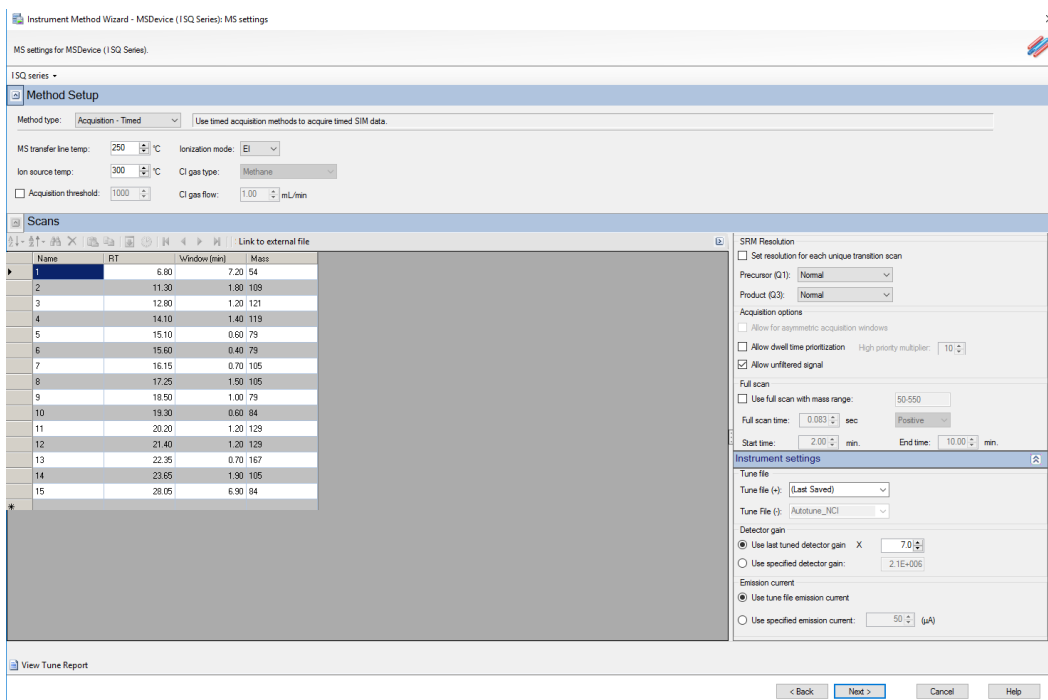 Instrument Method Wizard - MSDevice (ISQ Series): MS settings
MS settings for MSDevice (ISQ Series).
ISQ series
Method Setup
Method type: Acquisition - Timed Use timed acquisition methods to acquire timed SIM data.
MS transfer line temp: 250 °C Ionization mode: EI
Ion source temp: 300 °C CI gas type: Methane
Acquisition threshold: 1000 CI gas flow: 1.00 mL/min
Scans
Link to external file
Name RT Window (min) Mass
1 6.80 7.20 54
2 11.30 1.80 109
3 12.80 1.20 121
4 14.10 1.40 119
5 15.10 0.60 79
6 15.60 0.40 79
7 16.15 0.70 105
8 17.25 1.50 105
9 18.50 1.00 79
10 19.30 0.60 84
11 20.20 1.20 129
12 21.40 1.20 129
13 22.35 0.70 167
14 23.65 1.90 105
15 28.05 6.90 84
SRM Resolution
Set resolution for each unique transition scan
Precursor (Q1): Normal
Product (Q3): Normal
Acquisition options
Allow for asymmetric acquisition windows
Allow dwell time prioritization High priority multiplier: 10
Allow unfiltered signal
Full scan
Use full scan with mass range: 50-550
Full scan time: 0.083 sec Positive
Start time: 2.00 min. End time: 10.00 min.
Instrument settings
Tune file
Tune file (+): (Last Saved)
Tune File (-): Autotune_NCI
Detector gain
Use last tuned detector gain X 7.0
Use specified detector gain: 2.1E+006
Emission current
Use tune file emission current
Use specified emission current: 50 (µA)
View Tune Report
< Back Next > Cancel Help